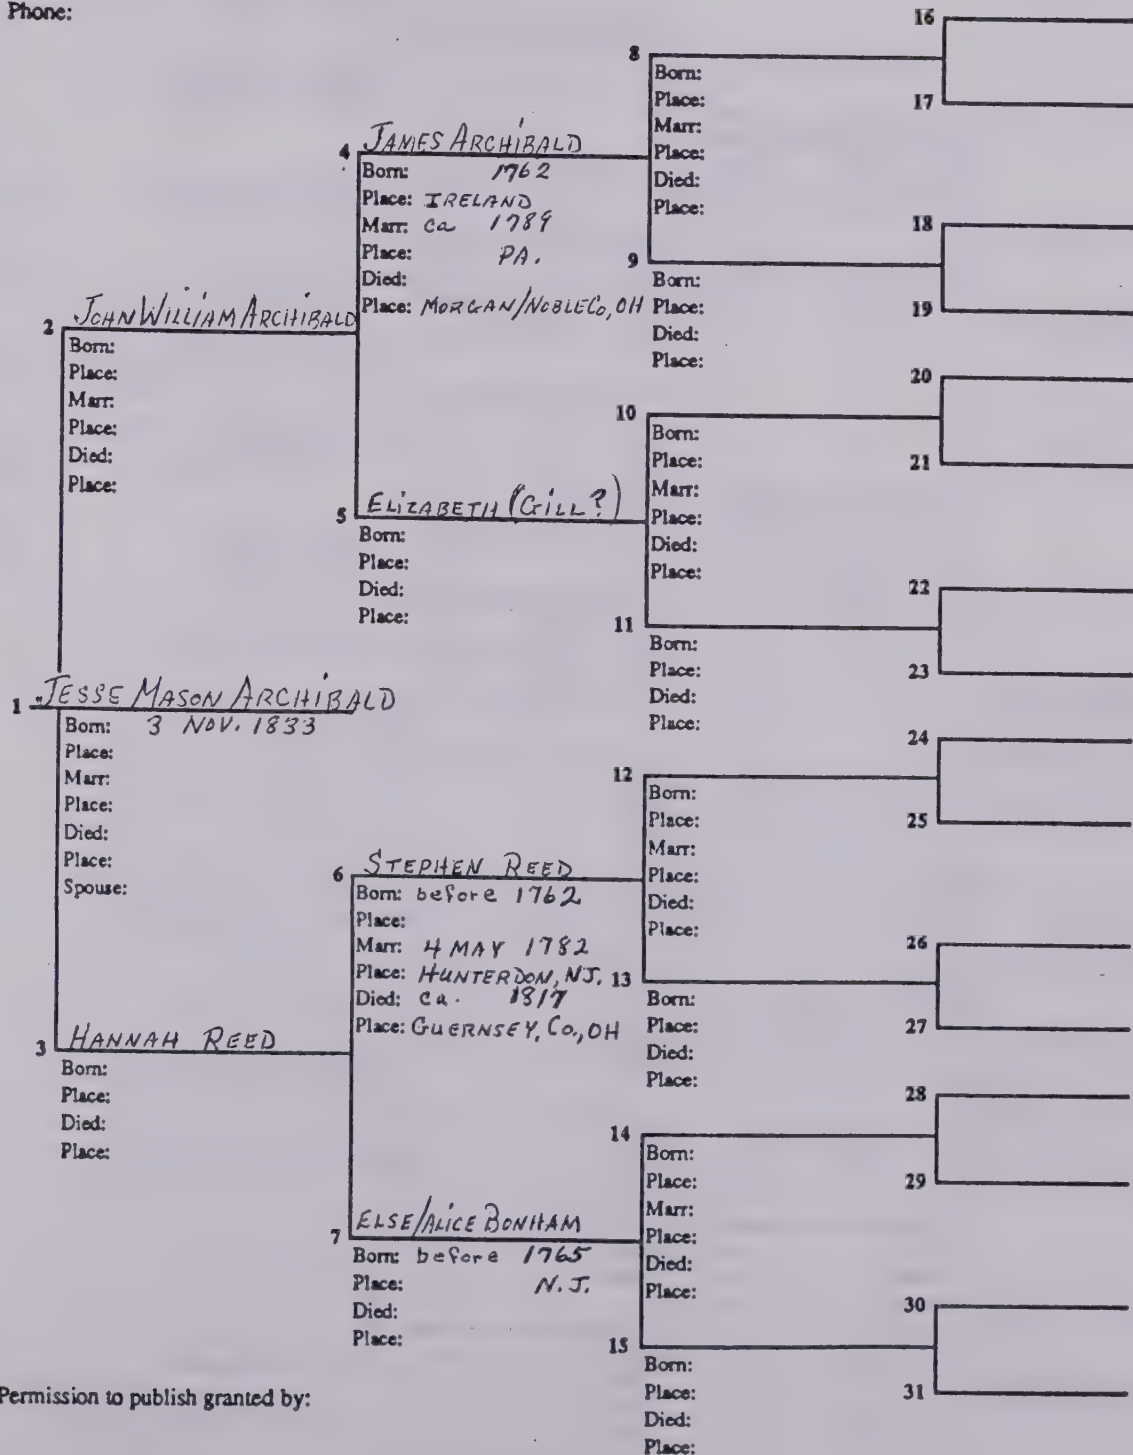 Phone:
1 JESSE MASON ARCHIBALD
Born: 3 NOV. 1833
Place:
Marr:
Place:
Died:
Place:
Spouse:
2 JOHN WILLIAM ARCHIBALD
Born:
Place:
Marr:
Place:
Died:
Place:
3 HANNAH REED
Born:
Place:
Died:
Place:
4 JAMES ARCHIBALD
Born: 1762
Place: IRELAND
Marr: ca 1789
Place: PA.
Died:
Place: MORGAN/NOBLE Co, OH
5 ELIZABETH (GILL?)
Born:
Place:
Died:
Place:
6 STEPHEN REED
Born: before 1762
Place:
Marr: 4 MAY 1782
Place: HUNTERDON, NJ.
Died: ca. 1817
Place: GUERNSEY, Co., OH
7 ELSE/ALICE BONHAM
Born: before 1765
Place: N.J.
Died:
Place:
8
Born:
Place:
Marr:
Place:
Died:
Place:
9
Born:
Place:
Died:
Place:
10
Born:
Place:
Marr:
Place:
Died:
Place:
11
Born:
Place:
Died:
Place:
12
Born:
Place:
Marr:
Place:
Died:
Place:
13
Born:
Place:
Died:
Place:
14
Born:
Place:
Marr:
Place:
Died:
Place:
15
Born:
Place:
Died:
Place:
16
17
18
19
20
21
22
23
24
25
26
27
28
29
30
31
Permission to publish granted by: